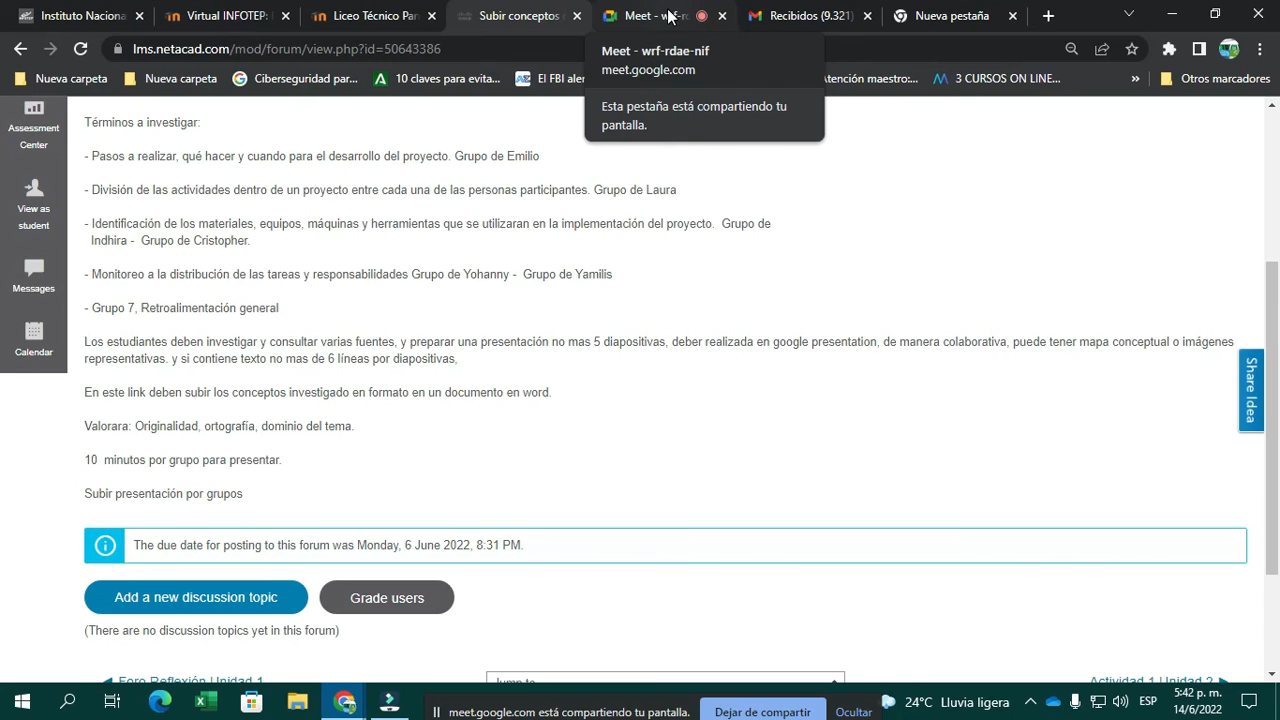 Instituto Naciona
Virtual INFOTEP:
Liceo Técnico Par
Subir conceptos
Meet - wrf-r
Recibidos (9.321)
Nueva pestaña
lms.netacad.com/mod/forum/view.php?id=50643386
Nueva carpeta
Nueva carpeta
Ciberseguridad par...
10 claves para evita...
El FBI aler
Atención maestro:...
3 CURSOS ON LINE...
»
Otros marcadores
Meet - wrf-rdae-nif
meet.google.com
Esta pestaña está compartiendo tu
pantalla.
Assessment
Center
View as
student
Messages
Calendar
Términos a investigar:
- Pasos a realizar, qué hacer y cuando para el desarrollo del proyecto. Grupo de Emilio
- División de las actividades dentro de un proyecto entre cada una de las personas participantes. Grupo de Laura
- Identificación de los materiales, equipos, máquinas y herramientas que se utilizaran en la implementación del proyecto. Grupo de
Indhira - Grupo de Cristopher.
- Monitoreo a la distribución de las tareas y responsabilidades Grupo de Yohanny - Grupo de Yamilis
- Grupo 7, Retroalimentación general
Los estudiantes deben investigar y consultar varias fuentes, y preparar una presentación no mas 5 diapositivas, deber realizada en google presentation, de manera colaborativa, puede tener mapa conceptual o imágenes
representativas. y si contiene texto no mas de 6 líneas por diapositivas,
En este link deben subir los conceptos investigado en formato en un documento en word.
Valorara: Originalidad, ortografía, dominio del tema.
10 minutos por grupo para presentar.
Subir presentación por grupos
Share Idea
The due date for posting to this forum was Monday, 6 June 2022, 8:31 PM.
Add a new discussion topic
Grade users
(There are no discussion topics yet in this forum)
Foro Reflexión Unidad 1
Jump to...
Actividad 1 Unidad 2
meet.google.com está compartiendo tu pantalla.
Dejar de compartir
Ocultar
24°C Lluvia ligera
ESP
5:42 p. m.
14/6/2022